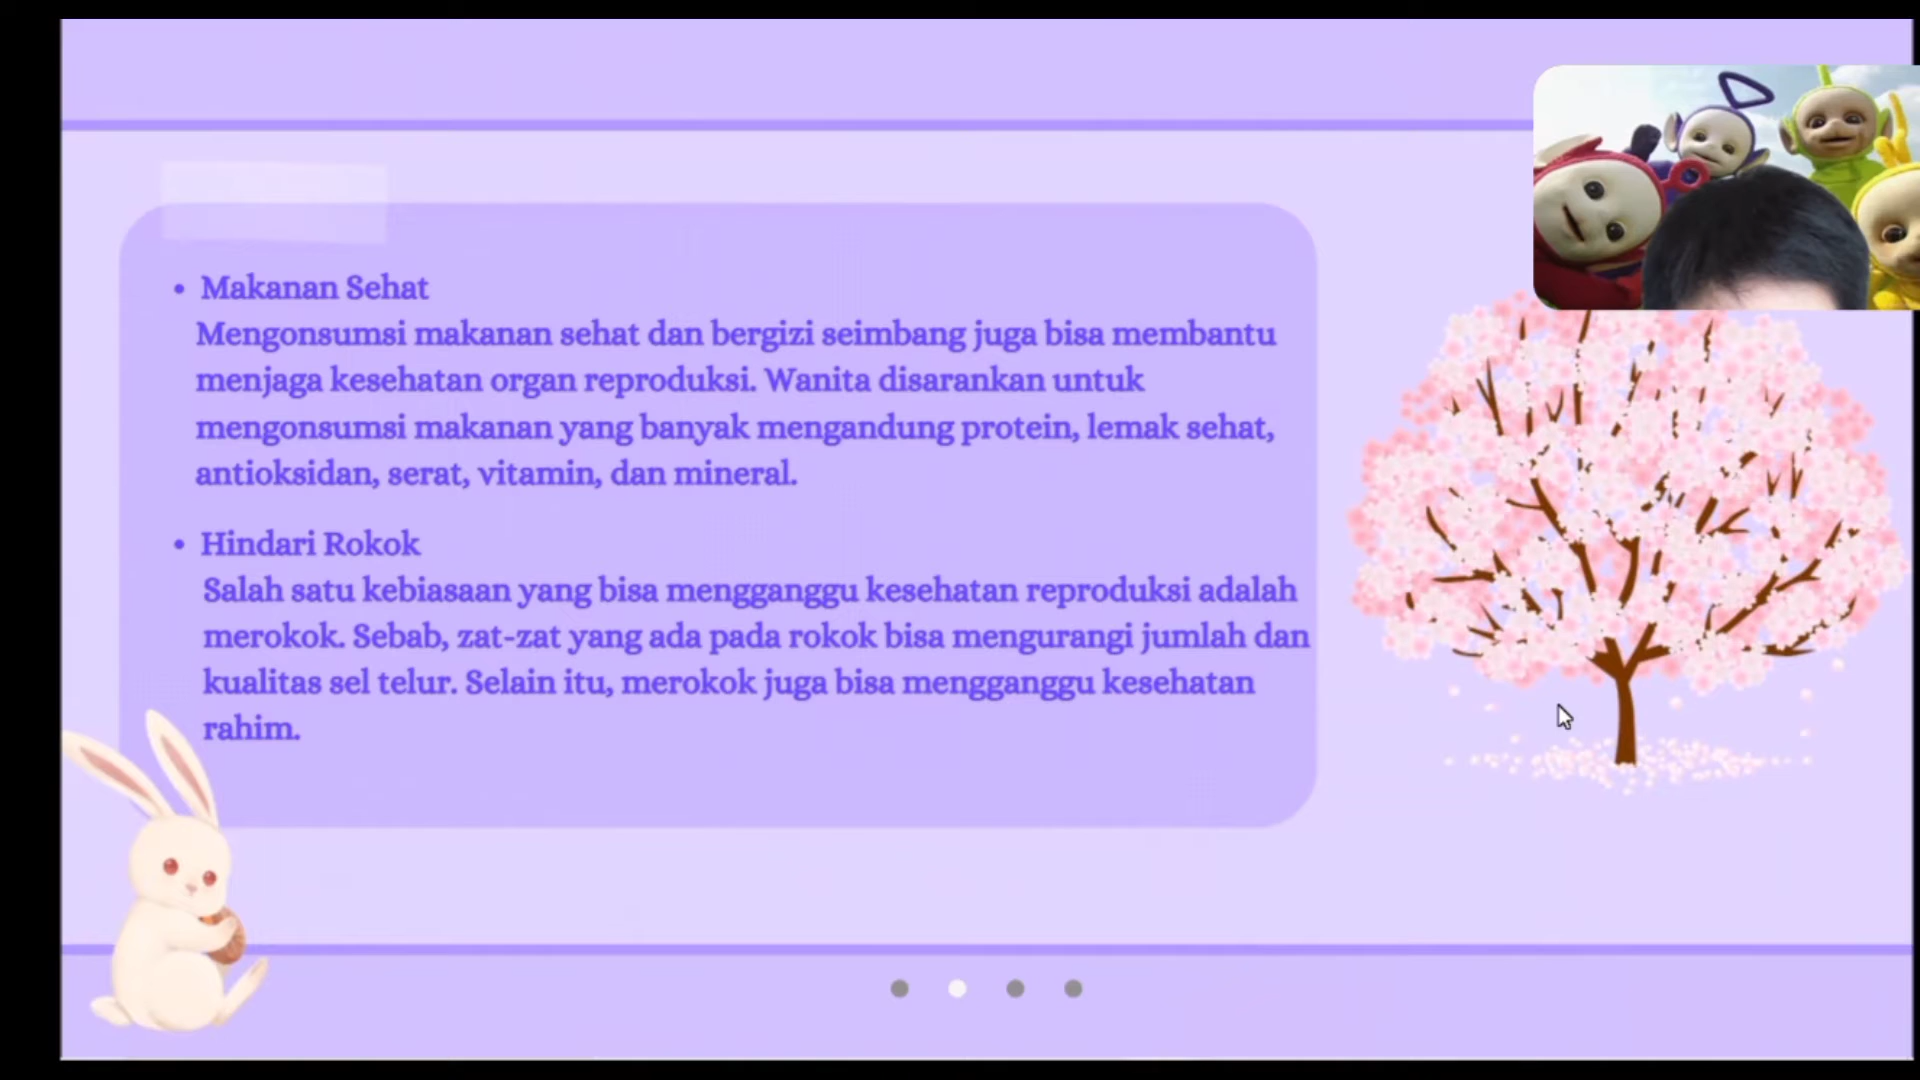 • Makanan Sehat
Mengonsumsi makanan sehat dan bergizi seimbang juga bisa membantu
menjaga kesehatan organ reproduksi. Wanita disarankan untuk
mengonsumsi makanan yang banyak mengandung protein, lemak sehat,
antioksidan, serat, vitamin, dan mineral.
• Hindari Rokok
Salah satu kebiasaan yang bisa mengganggu kesehatan reproduksi adalah
merokok. Sebab, zat-zat yang ada pada rokok bisa mengurangi jumlah dan
kualitas sel telur. Selain itu, merokok juga bisa mengganggu kesehatan
rahim.